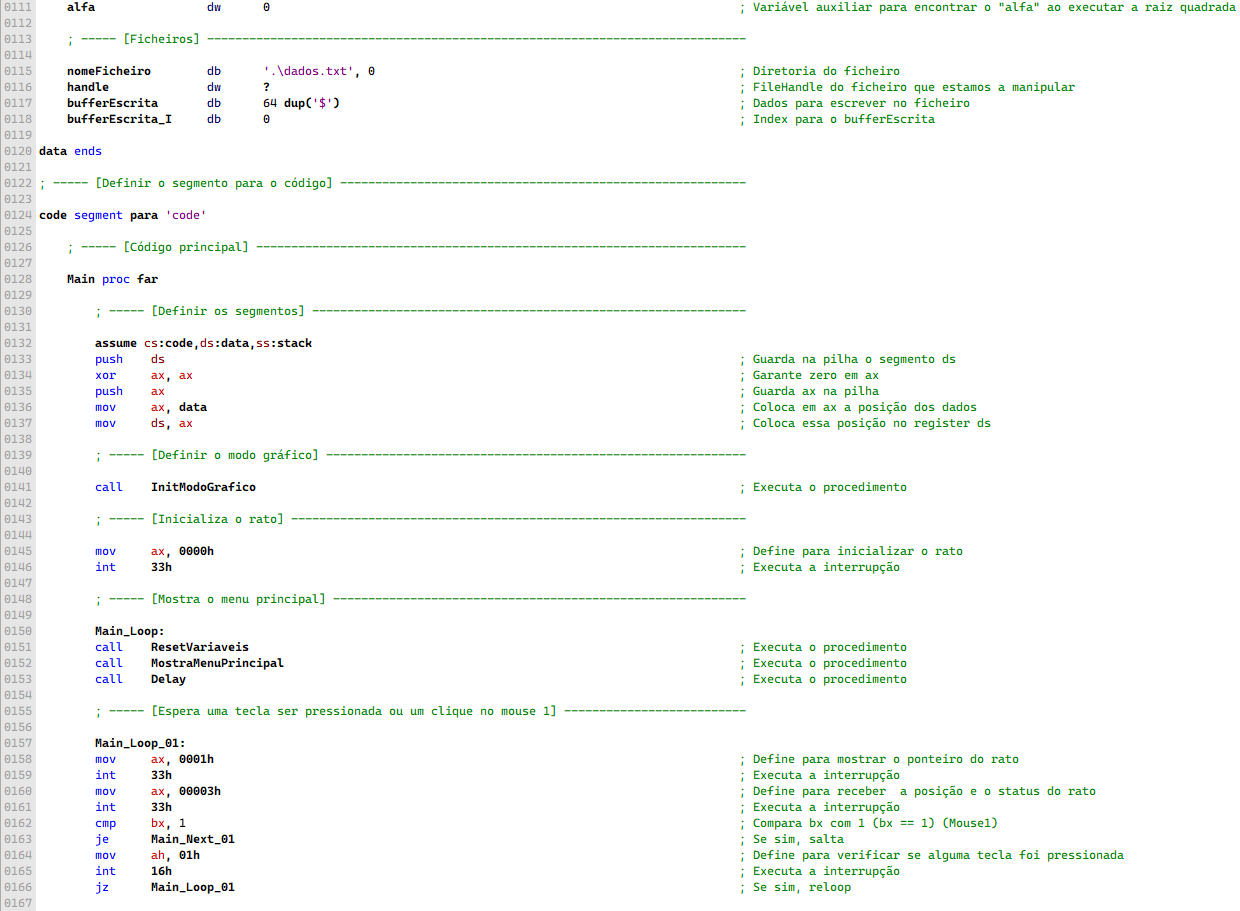 0111 alfa dw 0 ; Variável auxiliar para encontrar o "alfa" ao executar a raiz quadrada
0112
0113 ; ----- [Ficheiros] -----------------------------------------------------------------------------
0114
0115 nomeFicheiro db '.\dados.txt', 0 ; Diretoria do ficheiro
0116 handle dw ? ; FileHandle do ficheiro que estamos a manipular
0117 bufferEscrita db 64 dup('$') ; Dados para escrever no ficheiro
0118 bufferEscrita_I db 0 ; Index para o bufferEscrita
0119
0120 data ends
0121
0122 ; ----- [Definir o segmento para o código] ----------------------------------------------------------
0123
0124 code segment para 'code'
0125
0126 ; ----- [Código principal] ----------------------------------------------------------------------
0127
0128 Main proc far
0129
0130 ; ----- [Definir os segmentos] --------------------------------------------------------------
0131
0132 assume cs:code,ds:data,ss:stack
0133 push ds ; Guarda na pilha o segmento ds
0134 xor ax, ax ; Garante zero em ax
0135 push ax ; Guarda ax na pilha
0136 mov ax, data ; Coloca em ax a posição dos dados
0137 mov ds, ax ; Coloca essa posição no register ds
0138
0139 ; ----- [Definir o modo gráfico] ------------------------------------------------------------
0140
0141 call InitModoGrafico ; Executa o procedimento
0142
0143 ; ----- [Inicializa o rato] -----------------------------------------------------------------
0144
0145 mov ax, 0000h ; Define para inicializar o rato
0146 int 33h ; Executa a interrupção
0147
0148 ; ----- [Mostra o menu principal] -----------------------------------------------------------
0149
0150 Main_Loop:
0151 call ResetVariaveis ; Executa o procedimento
0152 call MostraMenuPrincipal ; Executa o procedimento
0153 call Delay ; Executa o procedimento
0154
0155 ; ----- [Espera uma tecla ser pressionada ou um clique no mouse 1] --------------------------
0156
0157 Main_Loop_01:
0158 mov ax, 0001h ; Define para mostrar o ponteiro do rato
0159 int 33h ; Executa a interrupção
0160 mov ax, 00003h ; Define para receber  a posição e o status do rato
0161 int 33h ; Executa a interrupção
0162 cmp bx, 1 ; Compara bx com 1 (bx == 1) (Mouse1)
0163 je Main_Next_01 ; Se sim, salta
0164 mov ah, 01h ; Define para verificar se alguma tecla foi pressionada
0165 int 16h ; Executa a interrupção
0166 jz Main_Loop_01 ; Se sim, reloop
0167